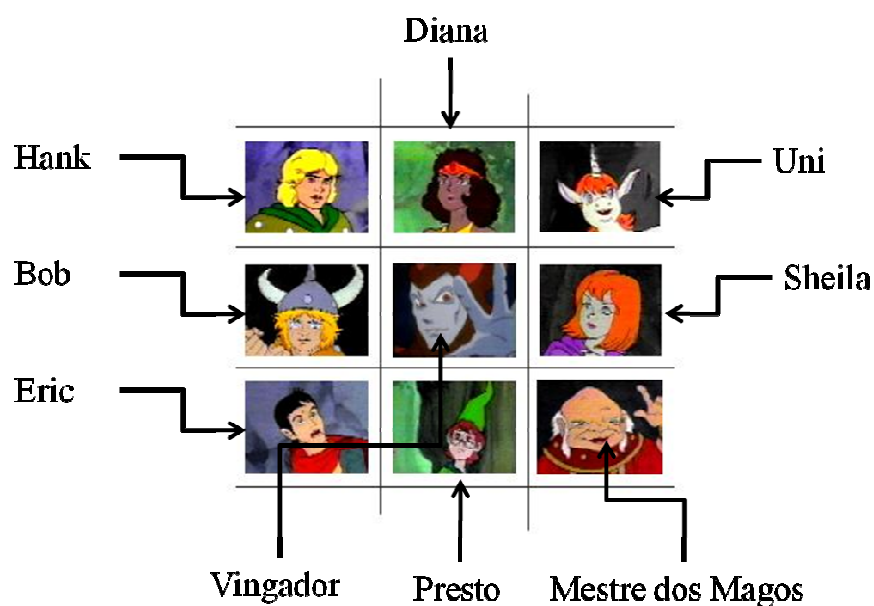 Diana
Hank
Uni
Bob
Sheila
Eric
Vingador
Presto
Mestre dos Magos